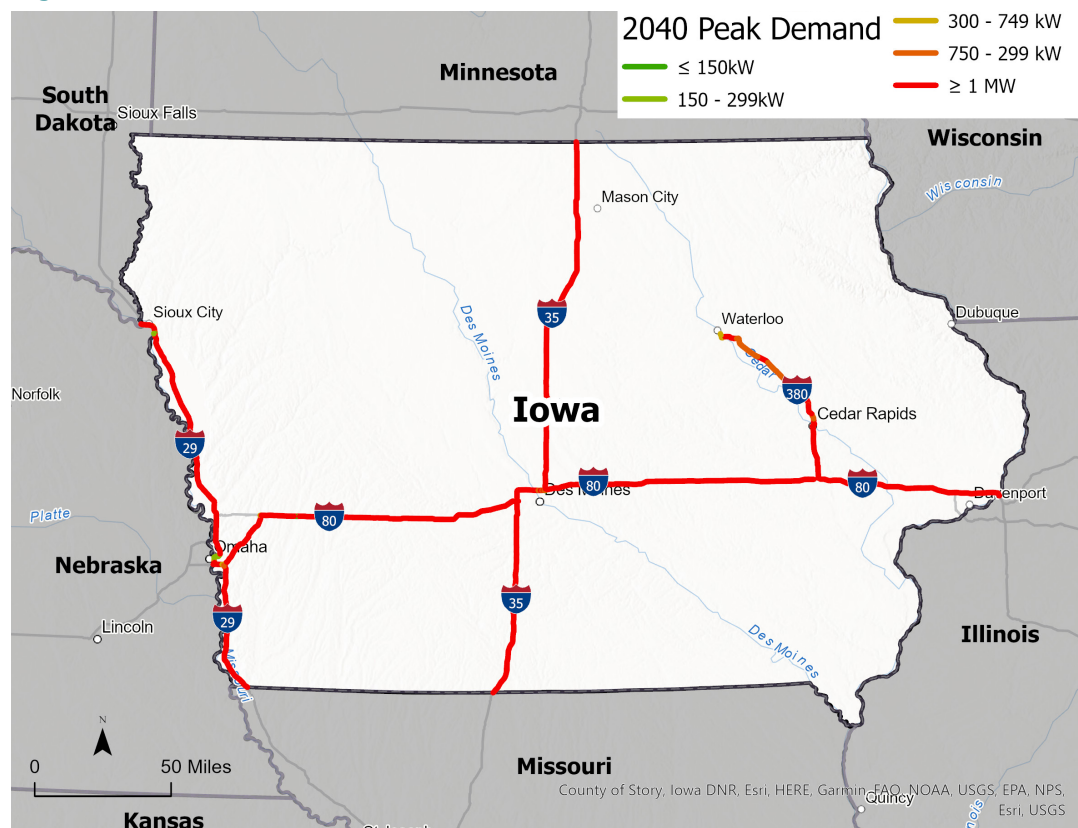 2040 Peak Demand
≤ 150kW
150 - 299kW
300 - 749 kW
750 - 299 kW
≥ 1 MW
Minnesota
South
Dakota
Sioux Falls
Wisconsin
Wisconsin
Mason City
Sioux City
Des Moines
35
Waterloo
Dubuque
Cedar
380
Norfolk
Iowa
Cedar Rapids
29
80
Des Moines
80
Davenport
Platte
80
Omaha
Nebraska
35
29
Lincoln
Des Moines
Illinois
Missouri
N
0
50 Miles
Missouri
County of Story, Iowa DNR, Esri, HERE, Garmin, FAO, NOAA, USGS, EPA, NPS,
Esri, USGS
Quincy
Kansas